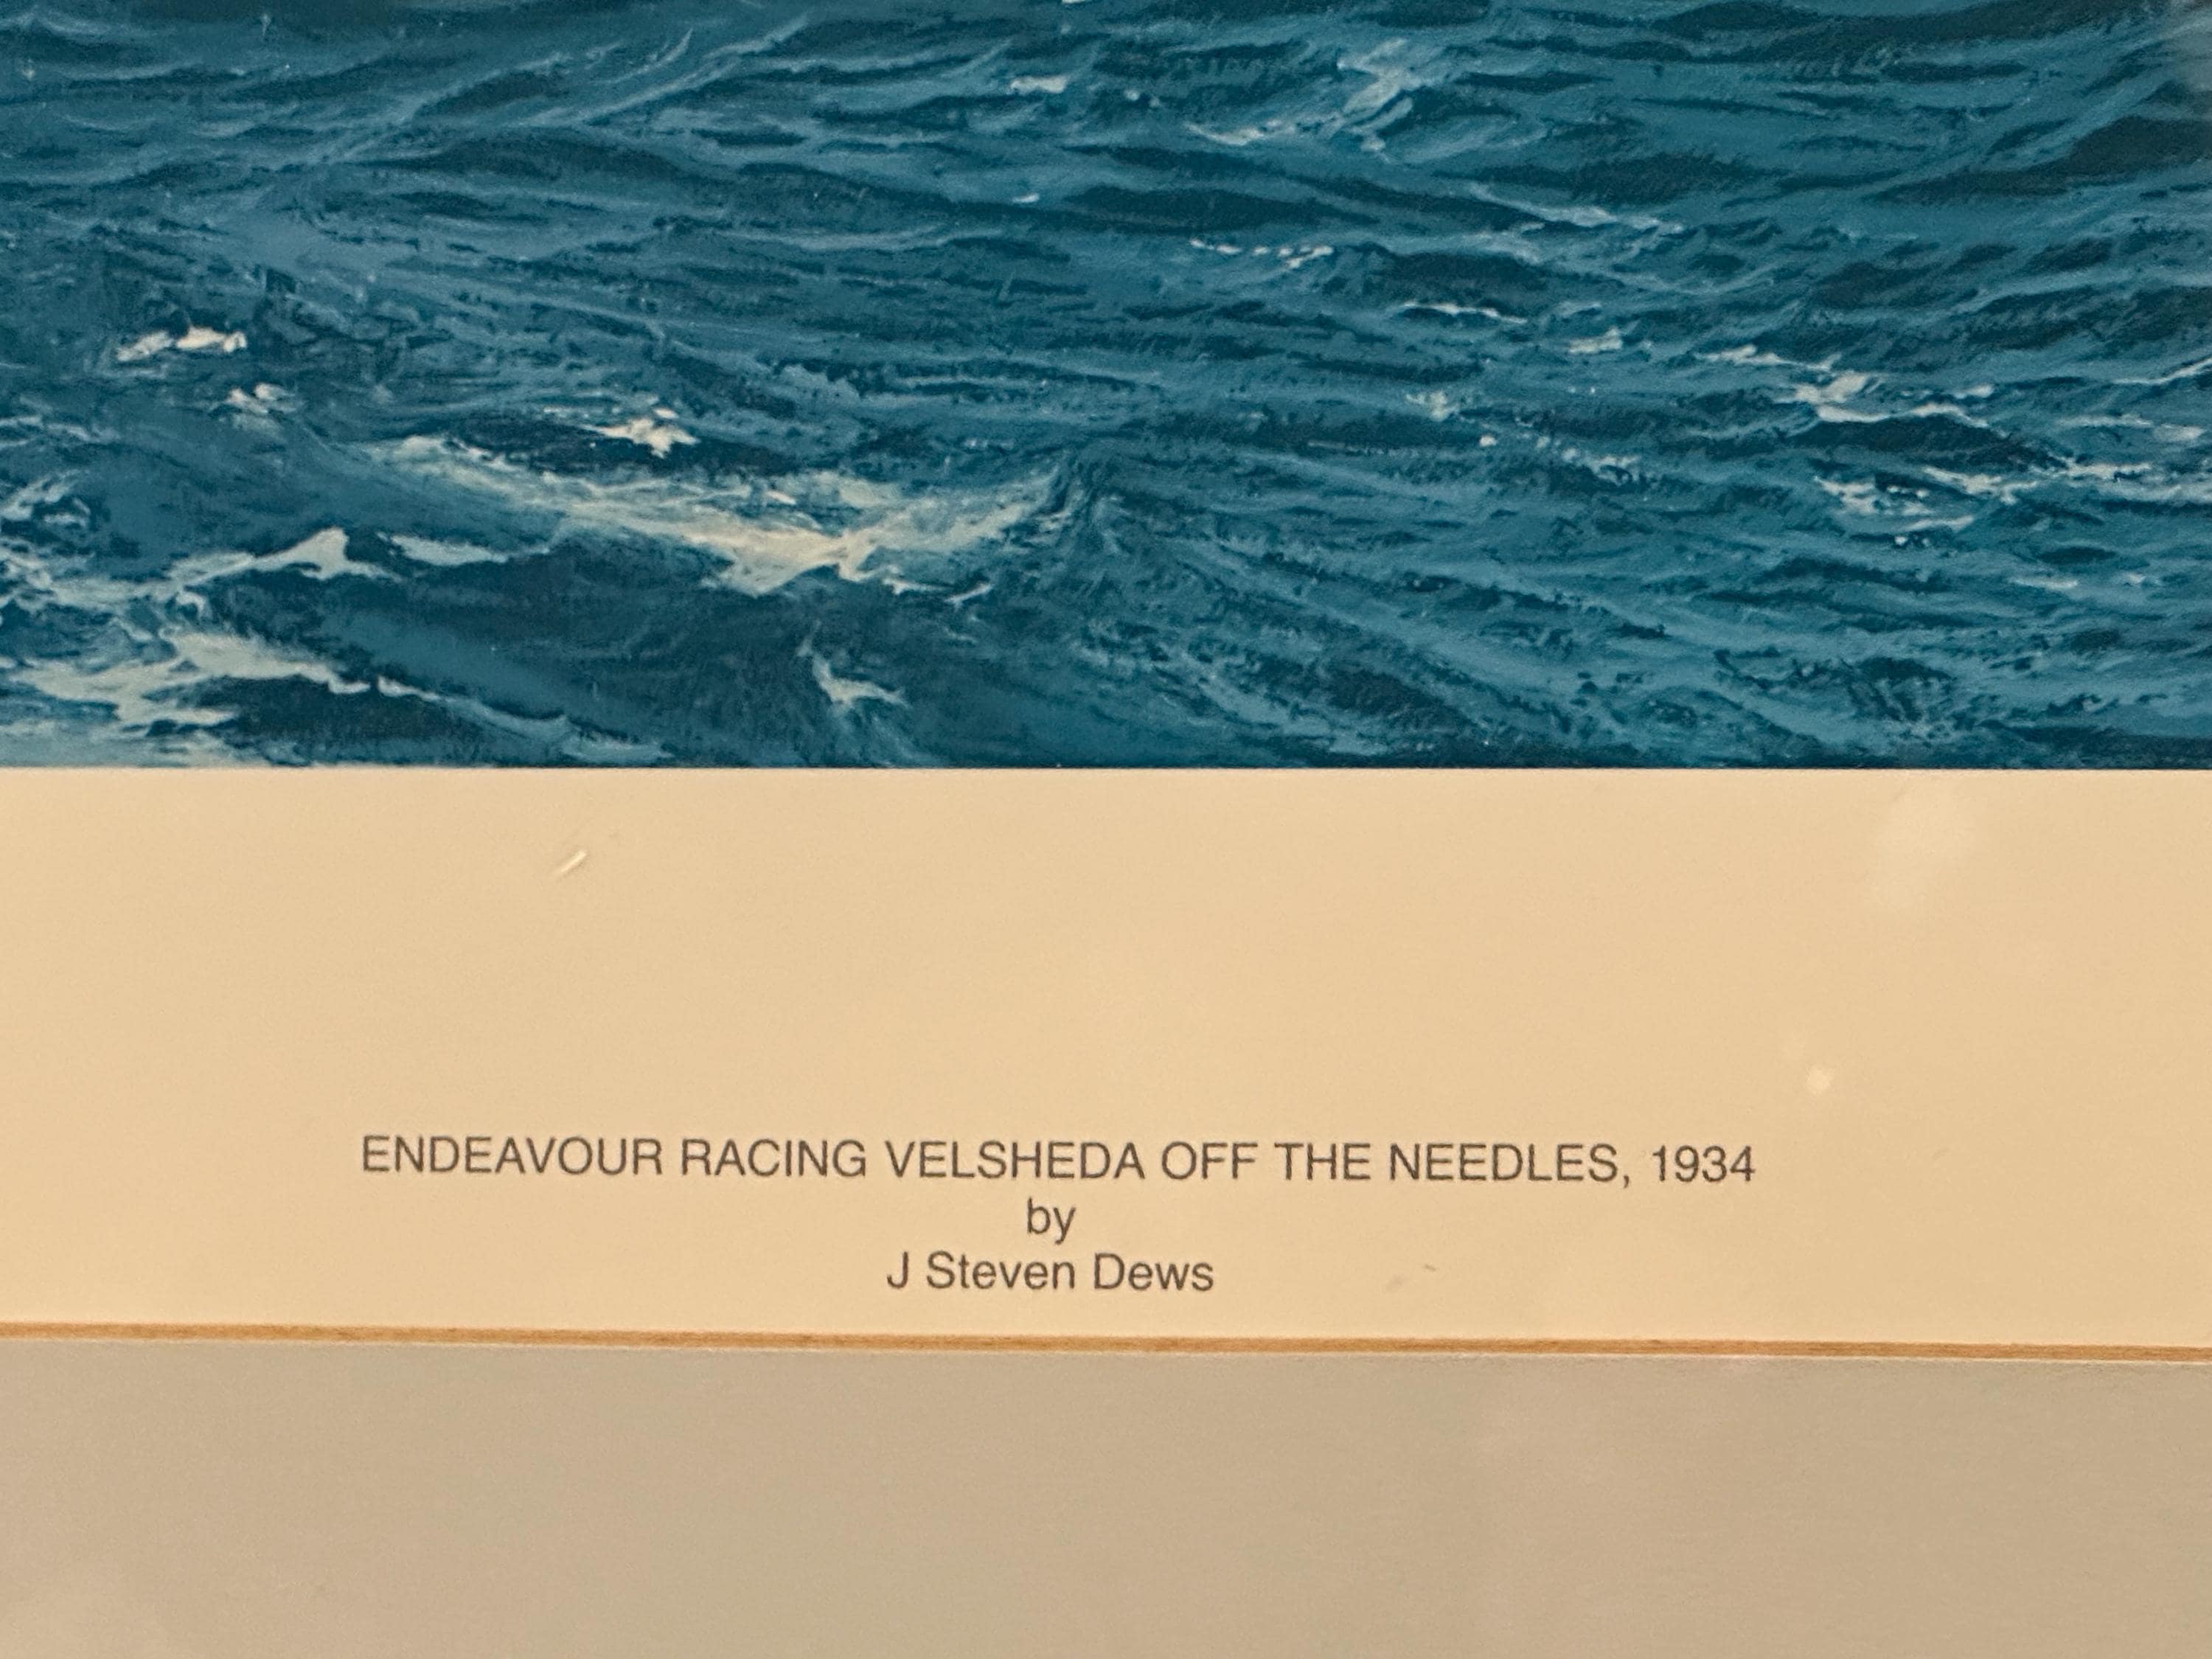 ENDEAVOUR RACING VELSHEDA OFF THE NEEDLES, 1934
by
J Steven Dews